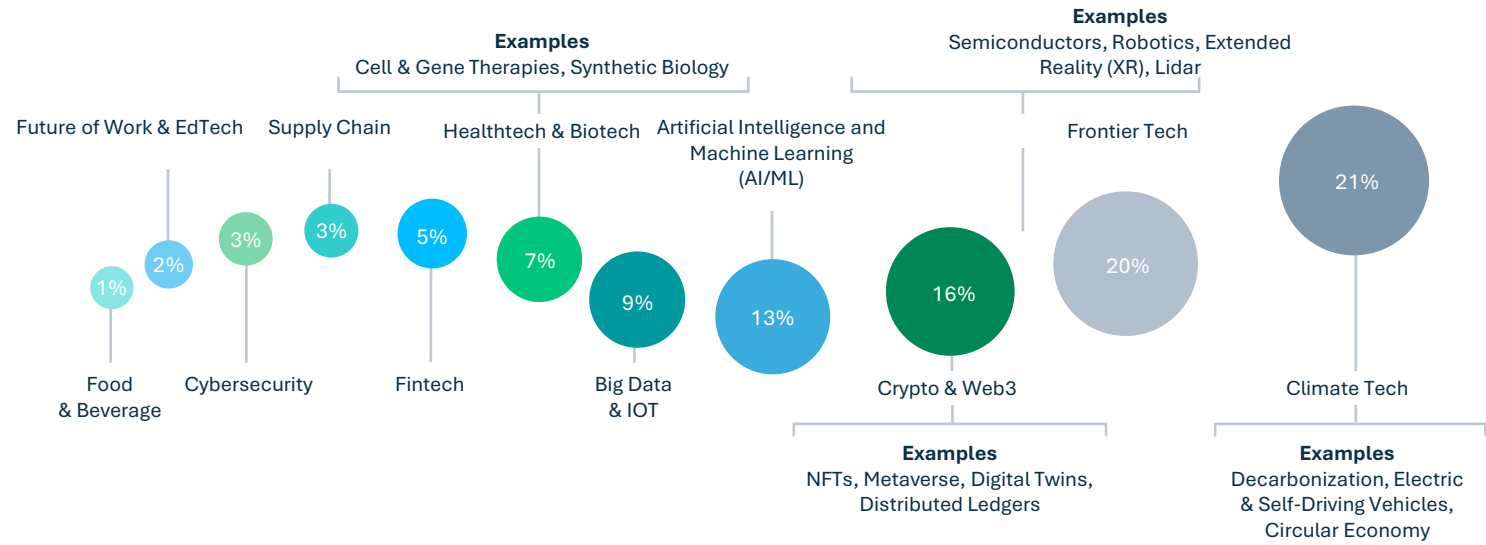 Examples
Cell & Gene Therapies, Synthetic Biology
Examples
Semiconductors, Robotics, Extended
Reality (XR), Lidar
Future of Work & EdTech
Supply Chain
Healthtech & Biotech
Artificial Intelligence and
Machine Learning
(AI/ML)
Frontier Tech
1%
2%
3%
3%
5%
7%
9%
13%
16%
20%
21%
Food
& Beverage
Cybersecurity
Fintech
Big Data
& IOT
Crypto & Web3
Climate Tech
Examples
NFTs, Metaverse, Digital Twins,
Distributed Ledgers
Examples
Decarbonization, Electric
& Self-Driving Vehicles,
Circular Economy